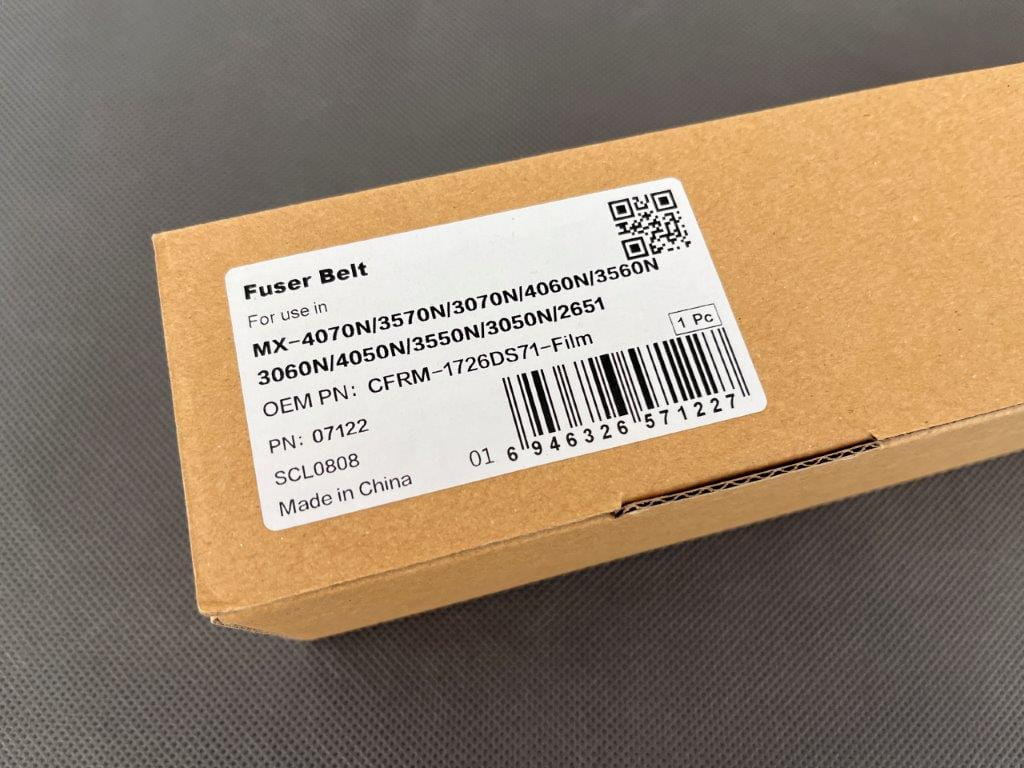 Fuser Belt
For use in
MX-4070N/3570N/3070N/4060N/3560N
3060N/4050N/3550N/3050N/2651
OEM PN: CFRM-1726DS71-Film
1 Pc
PN: 07122
SCL0808
Made in China
01 6 946326 571227